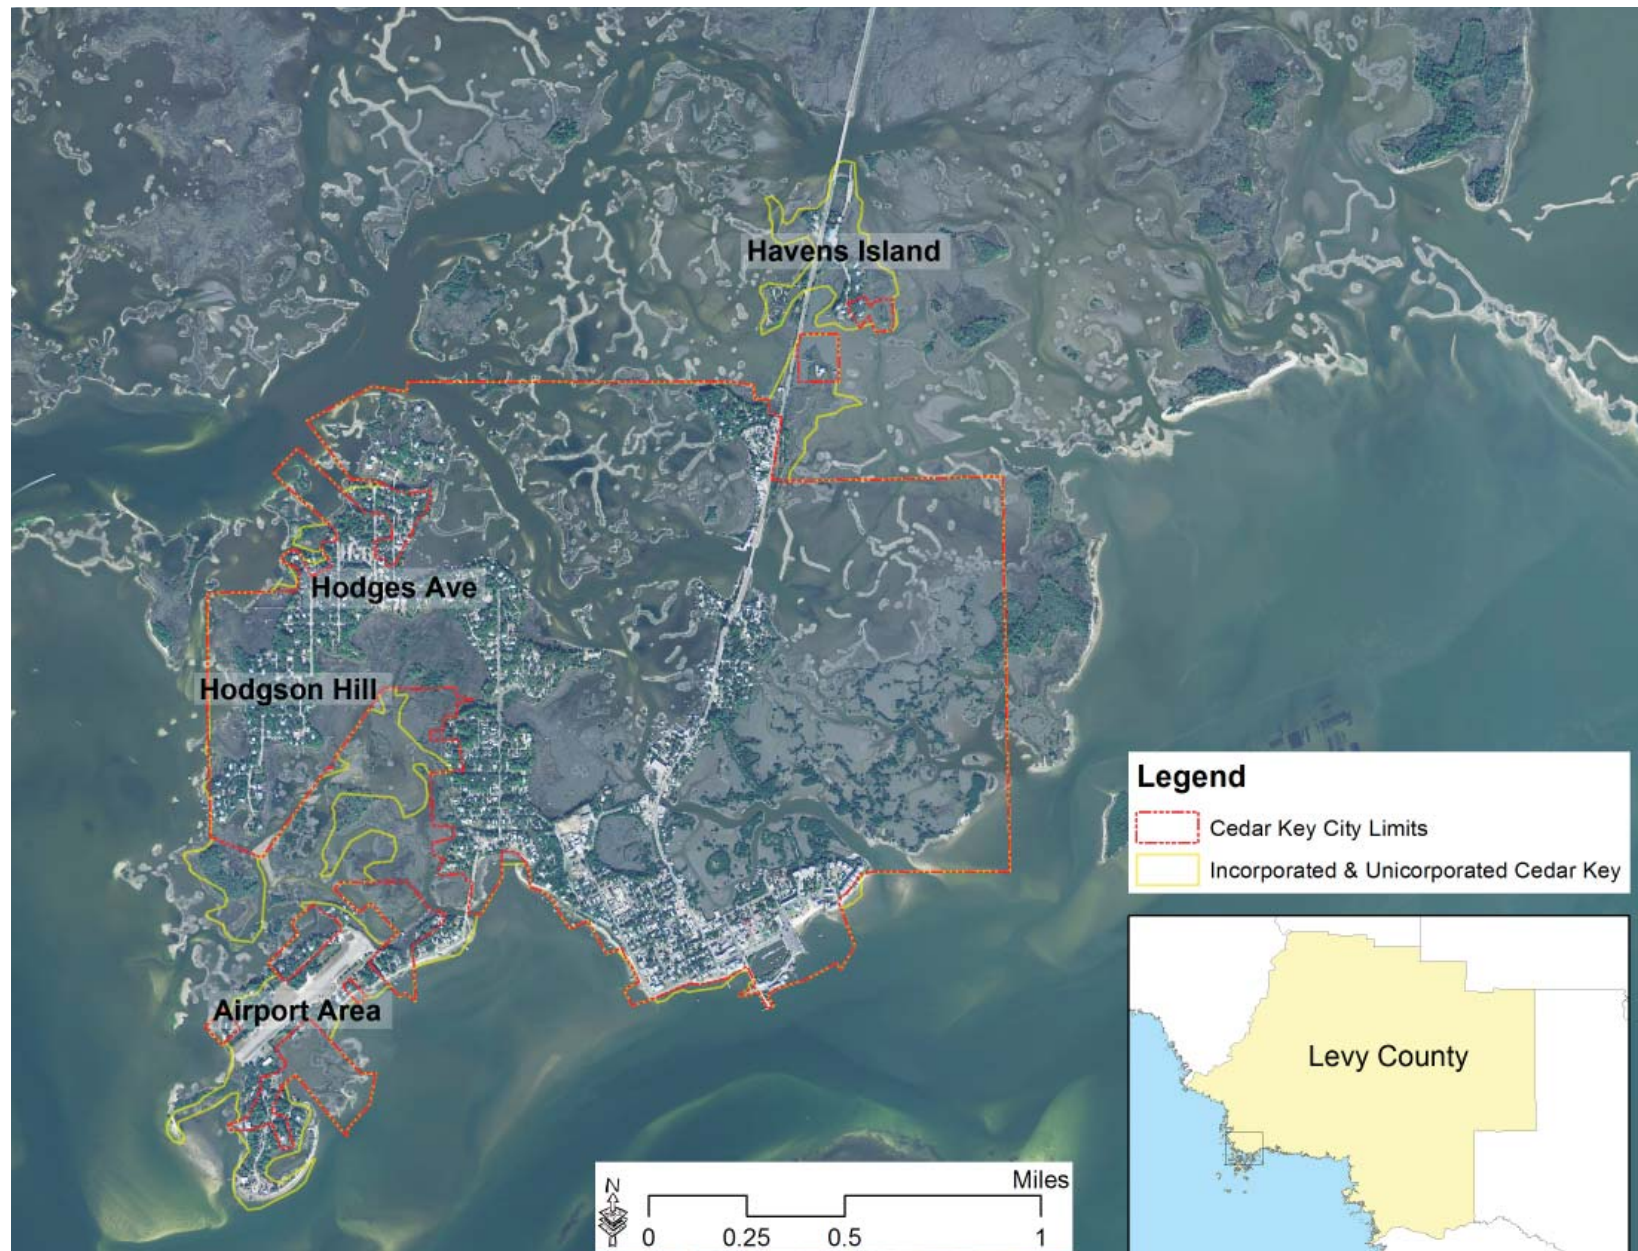 Havens Island
Hodges Ave
Hodgson Hill
Airport Area
Legend
Cedar Key City Limits
Incorporated & Unicorporated Cedar Key
Levy County
N
Miles
0 0.25 0.5 1